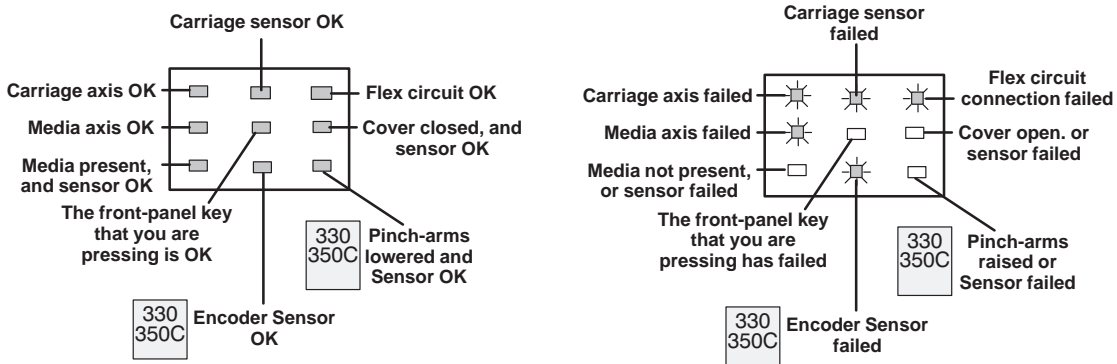 Carriage sensor OK
Carriage axis OK
Media axis OK
Media present,
and sensor OK
The front-panel key
that you are
pressing is OK
Flex circuit OK
Cover closed, and
sensor OK
330
350C
Pinch-arms
lowered and
Sensor OK
330
350C
Encoder Sensor
OK
Carriage sensor
failed
Carriage axis failed
Media axis failed
Media not present,
or sensor failed
The front-panel key
that you are
pressing has failed
Flex circuit
connection failed
Cover open. or
sensor failed
330
350C
Pinch-arms
raised or
Sensor failed
330
350C
Encoder Sensor
failed